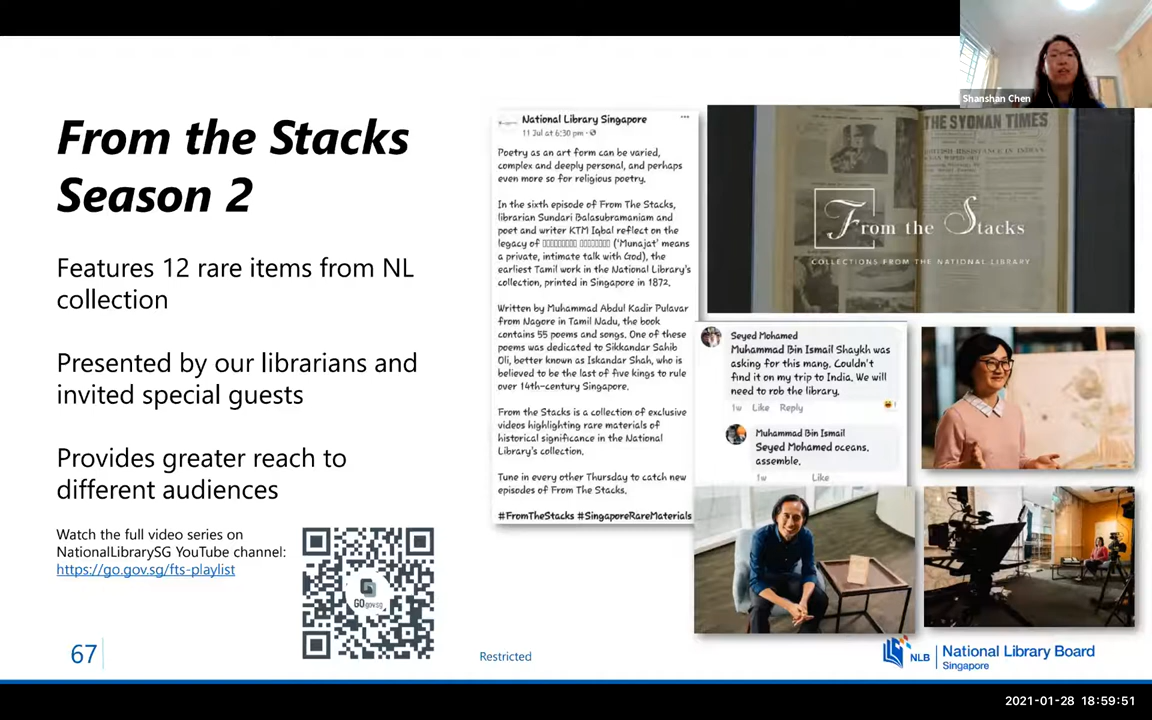 Shanshan Chen
From the Stacks
Season 2
Features 12 rare items from NL
collection
Presented by our librarians and
invited special guests
Provides greater reach to
different audiences
Watch the full video series on
NationalLibrarySG YouTube channel:
https://go.gov.sg/fts-playlist
GOgovsg
National Library Singapore
11 Jul at 6:30 pm
Poetry as an art form can be varied,
complex and deeply personal, and perhaps
even more so for religious poetry.
In the sixth episode of From The Stacks,
librarian Sundari Balasubramaniam and
poet and writer KTM Iqbal reflect on the
legacy of ('Munajat' means
a private, intimate talk with God), the
earliest Tamil work in the National Library's
collection, printed in Singapore in 1872.
Written by Muhammad Abdul Kadir Pulavar
from Nagore in Tamil Nadu, the book
contains 55 poems and songs. One of these
poems was dedicated to Sikkandar Sahib
Oli, better known as Iskandar Shah, who is
believed to be the last of five kings to rule
over 14th-century Singapore.
From the Stacks is a collection of exclusive
videos highlighting rare materials of
historical significance in the National
Library's collection.
Tune in every other Thursday to catch new
episodes of From The Stacks.
#FromTheStacks #SingaporeRareMaterials
THE SYONAN TIMES
From the Stacks
COLLECTIONS FROM THE NATIONAL LIBRARY
Seyed Mohamed
Muhammad Bin Ismail Shaykh was
asking for this mang. Couldn't
find it on my trip to India. We will
need to rob the library.
1w Like Reply
Muhammad Bin Ismail
Seyed Mohamed oceans,
assemble.
1w Like
67
Restricted
NLB National Library Board
Singapore
2021-01-28 18:59:51